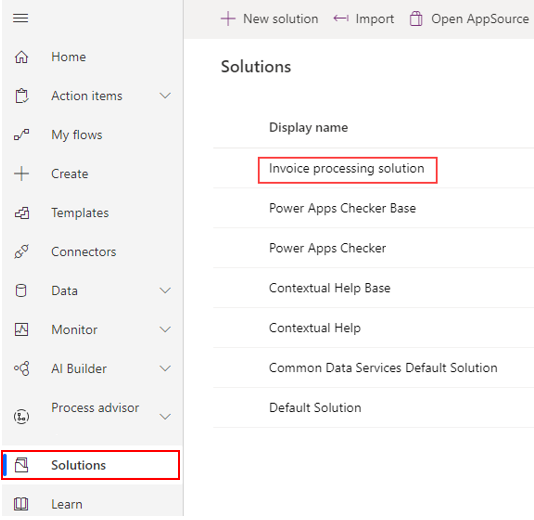 New solution Import Open AppSource
Home
Action items
My flows
Create
Templates
Connectors
Data
Monitor
AI Builder
Process advisor
Solutions
Learn
Solutions
Display name
Invoice processing solution
Power Apps Checker Base
Power Apps Checker
Contextual Help Base
Contextual Help
Common Data Services Default Solution
Default Solution